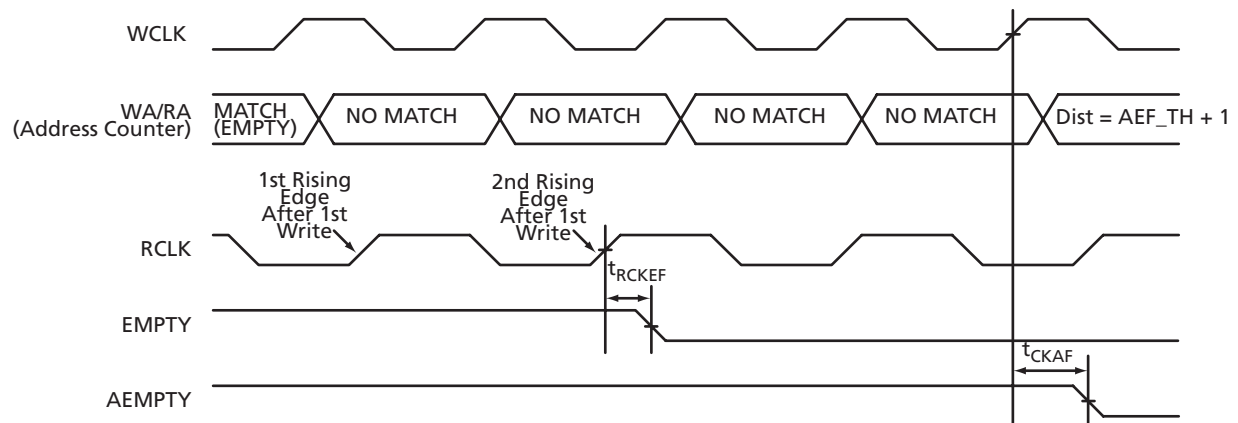 WCLK
WA/RA
(Address Counter)
MATCH
(EMPTY)
NO MATCH
NO MATCH
NO MATCH
NO MATCH
Dist = AEF_TH + 1
1st Rising
Edge
After 1st
Write
2nd Rising
Edge
After 1st
Write
RCLK
tRCKEF
EMPTY
tCKAF
AEMPTY